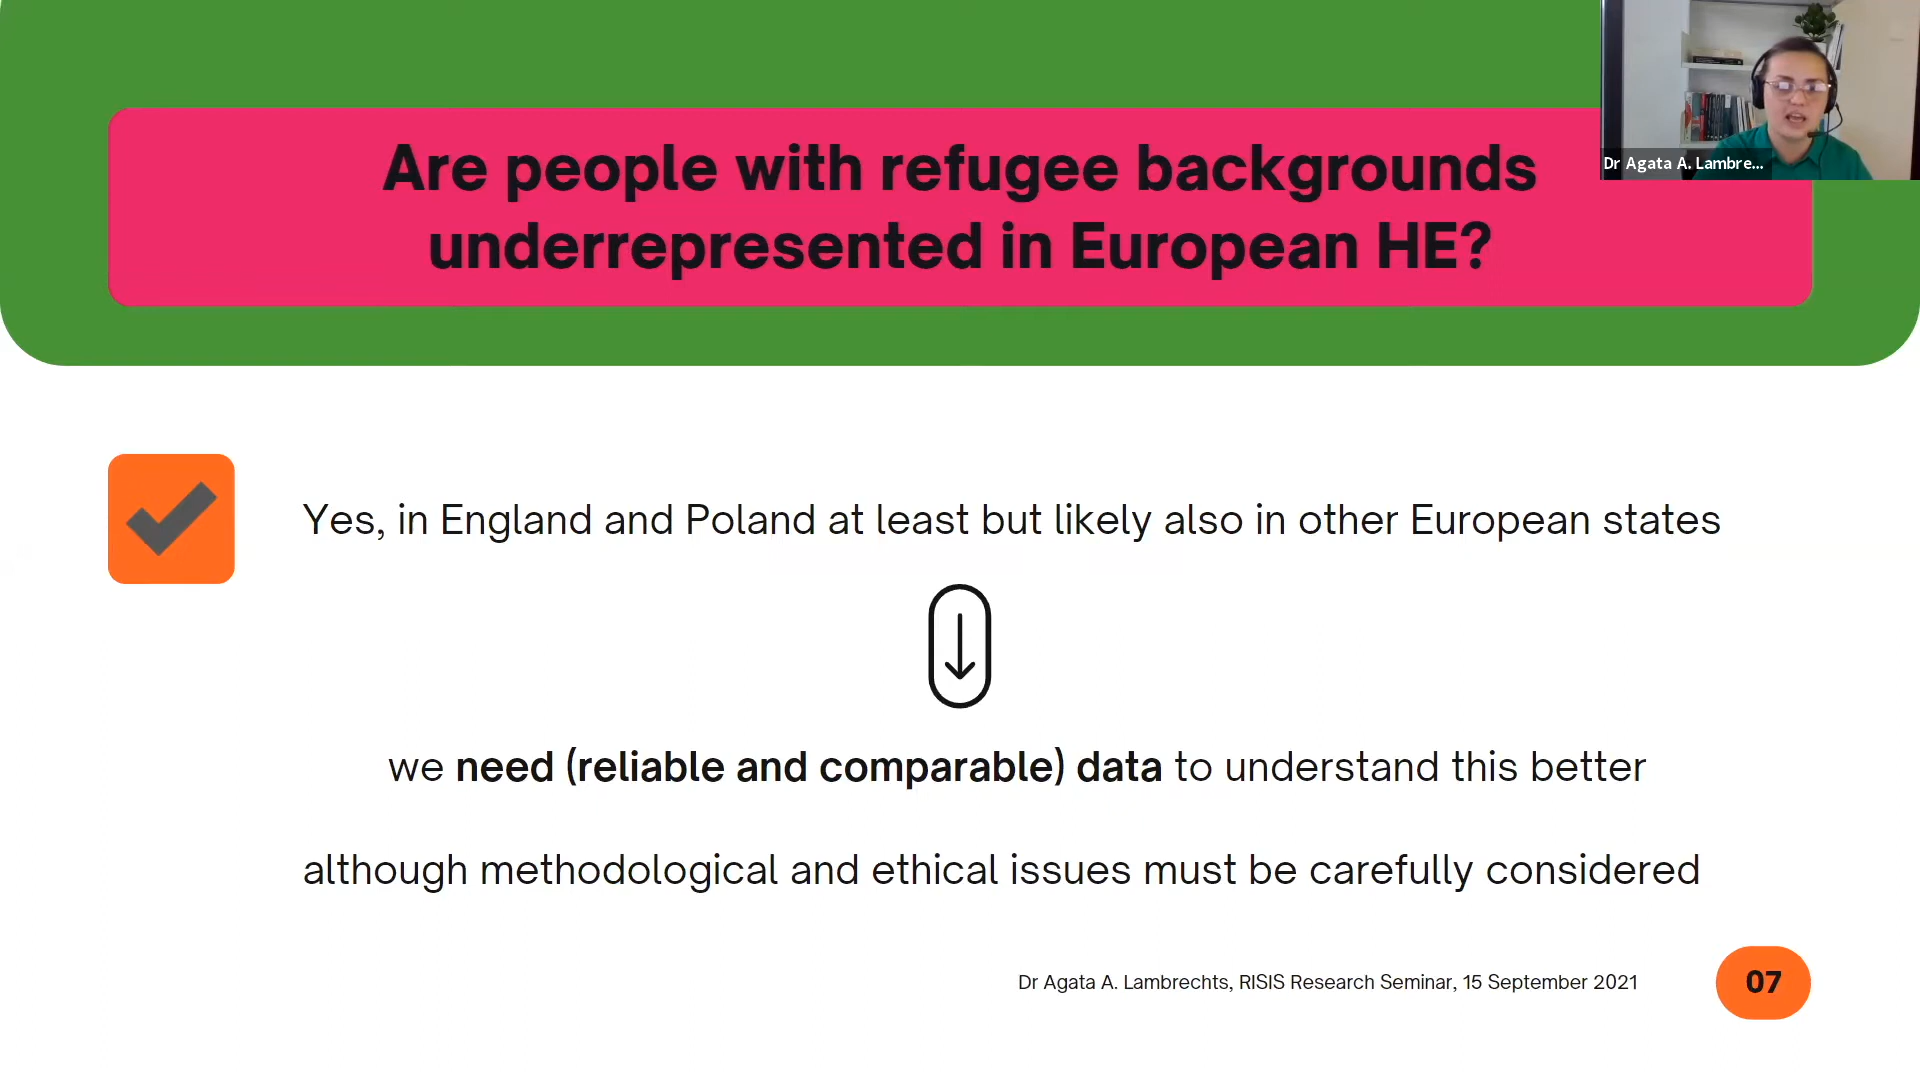 Are people with refugee backgrounds
underrepresented in European HE?
Dr Agata A. Lambre...
Yes, in England and Poland at least but likely also in other European states
we need (reliable and comparable) data to understand this better
although methodological and ethical issues must be carefully considered
Dr Agata A. Lambrechts, RISIS Research Seminar, 15 September 2021
07